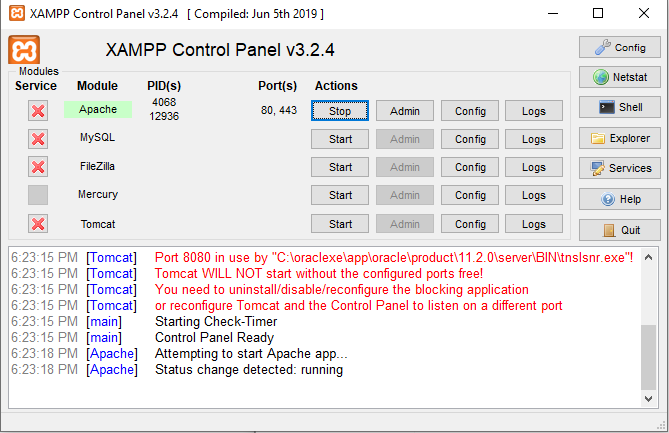 XAMPP Control Panel v3.2.4 [ Compiled: Jun 5th 2019 ]
XAMPP Control Panel v3.2.4
Config
Modules
Service Module PID(s) Port(s) Actions
Netstat
Apache 4068 12936 80, 443 Stop Admin Config Logs
Shell
MySQL Start Admin Config Logs
Explorer
FileZilla Start Admin Config Logs
Services
Mercury Start Admin Config Logs
Help
Tomcat Start Admin Config Logs
Quit
6:23:15 PM [Tomcat] Port 8080 in use by "C:\oraclexe\app\oracle\product\11.2.0\server\BIN\tnslsnr.exe"!
6:23:15 PM [Tomcat] Tomcat WILL NOT start without the configured ports free!
6:23:15 PM [Tomcat] You need to uninstall/disable/reconfigure the blocking application
6:23:15 PM [Tomcat] or reconfigure Tomcat and the Control Panel to listen on a different port
6:23:15 PM [main] Starting Check-Timer
6:23:15 PM [main] Control Panel Ready
6:23:18 PM [Apache] Attempting to start Apache app...
6:23:18 PM [Apache] Status change detected: running